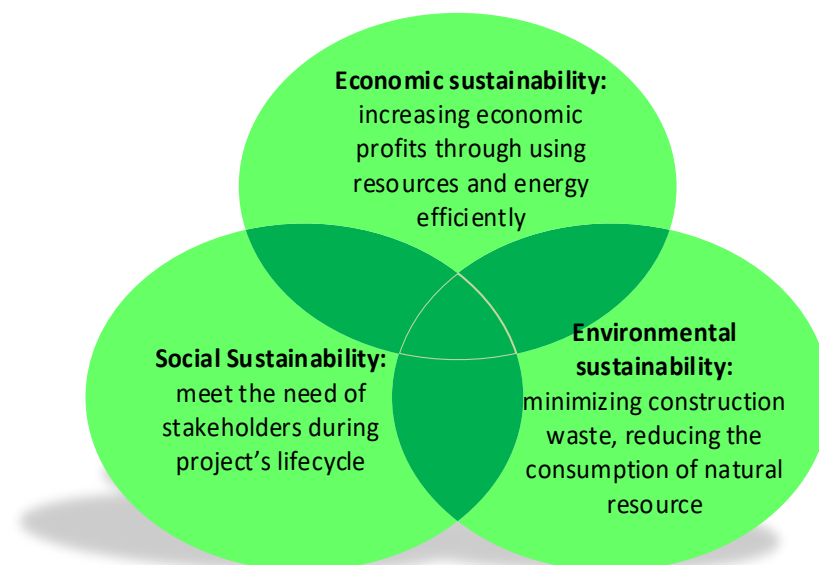 Economic sustainability:
increasing economic
profits through using
resources and energy
efficiently
Social Sustainability:
meet the need of
stakeholders during
project's lifecycle
Environmental
sustainability:
minimizing construction
waste, reducing the
consumption of natural
resource